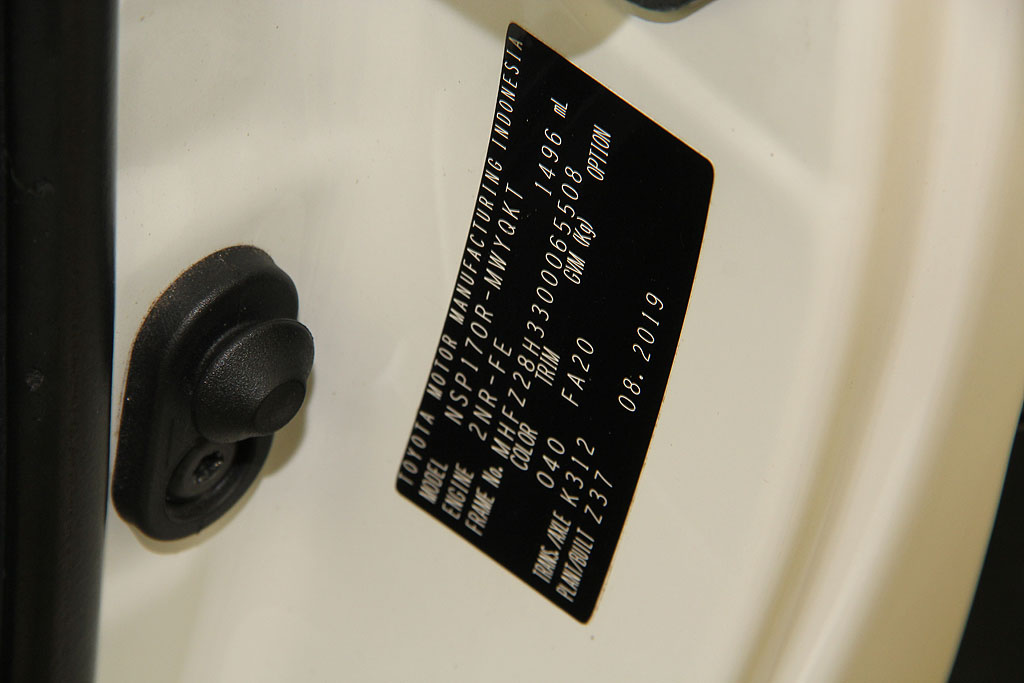 TOYOTA MOTOR MANUFACTURING INDONESIA
MODEL NSP170R-MWYQKT
ENGINE 2NR-FE 1496 mL
FRAME No. MHFZ28H3300065508
COLOR TRIM GVM (Kg) OPTION
040 FA20
TRANS./AXLE K312
PLANT/BUILT Z37 08.2019